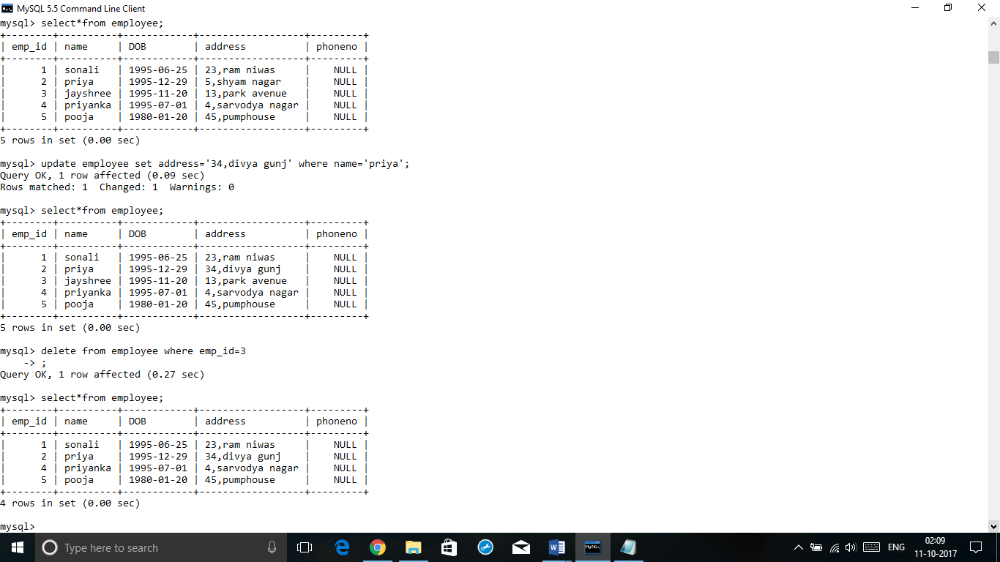 MySQL 5.5 Command Line Client
mysql> select*from employee;
+--------+----------+------------+------------------+---------+
| emp_id | name     | DOB        | address          | phoneno |
+--------+----------+------------+------------------+---------+
|      1 | sonali   | 1995-06-25 | 23,ram niwas     |    NULL |
|      2 | priya    | 1995-12-29 | 5,shyam nagar    |    NULL |
|      3 | jayshree | 1995-11-20 | 13,park avenue   |    NULL |
|      4 | priyanka | 1995-07-01 | 4,sarvodya nagar |    NULL |
|      5 | pooja    | 1980-01-20 | 45,pumphouse     |    NULL |
+--------+----------+------------+------------------+---------+
5 rows in set (0.00 sec)
mysql> update employee set address='34,divya gunj' where name='priya';
Query OK, 1 row affected (0.09 sec)
Rows matched: 1  Changed: 1  Warnings: 0
mysql> select*from employee;
+--------+----------+------------+------------------+---------+
| emp_id | name     | DOB        | address          | phoneno |
+--------+----------+------------+------------------+---------+
|      1 | sonali   | 1995-06-25 | 23,ram niwas     |    NULL |
|      2 | priya    | 1995-12-29 | 34,divya gunj    |    NULL |
|      3 | jayshree | 1995-11-20 | 13,park avenue   |    NULL |
|      4 | priyanka | 1995-07-01 | 4,sarvodya nagar |    NULL |
|      5 | pooja    | 1980-01-20 | 45,pumphouse     |    NULL |
+--------+----------+------------+------------------+---------+
5 rows in set (0.00 sec)
mysql> delete from employee where emp_id=3
    -> ;
Query OK, 1 row affected (0.27 sec)
mysql> select*from employee;
+--------+----------+------------+------------------+---------+
| emp_id | name     | DOB        | address          | phoneno |
+--------+----------+------------+------------------+---------+
|      1 | sonali   | 1995-06-25 | 23,ram niwas     |    NULL |
|      2 | priya    | 1995-12-29 | 34,divya gunj    |    NULL |
|      4 | priyanka | 1995-07-01 | 4,sarvodya nagar |    NULL |
|      5 | pooja    | 1980-01-20 | 45,pumphouse     |    NULL |
+--------+----------+------------+------------------+---------+
4 rows in set (0.00 sec)
mysql>
Type here to search
ENG
02:09
11-10-2017